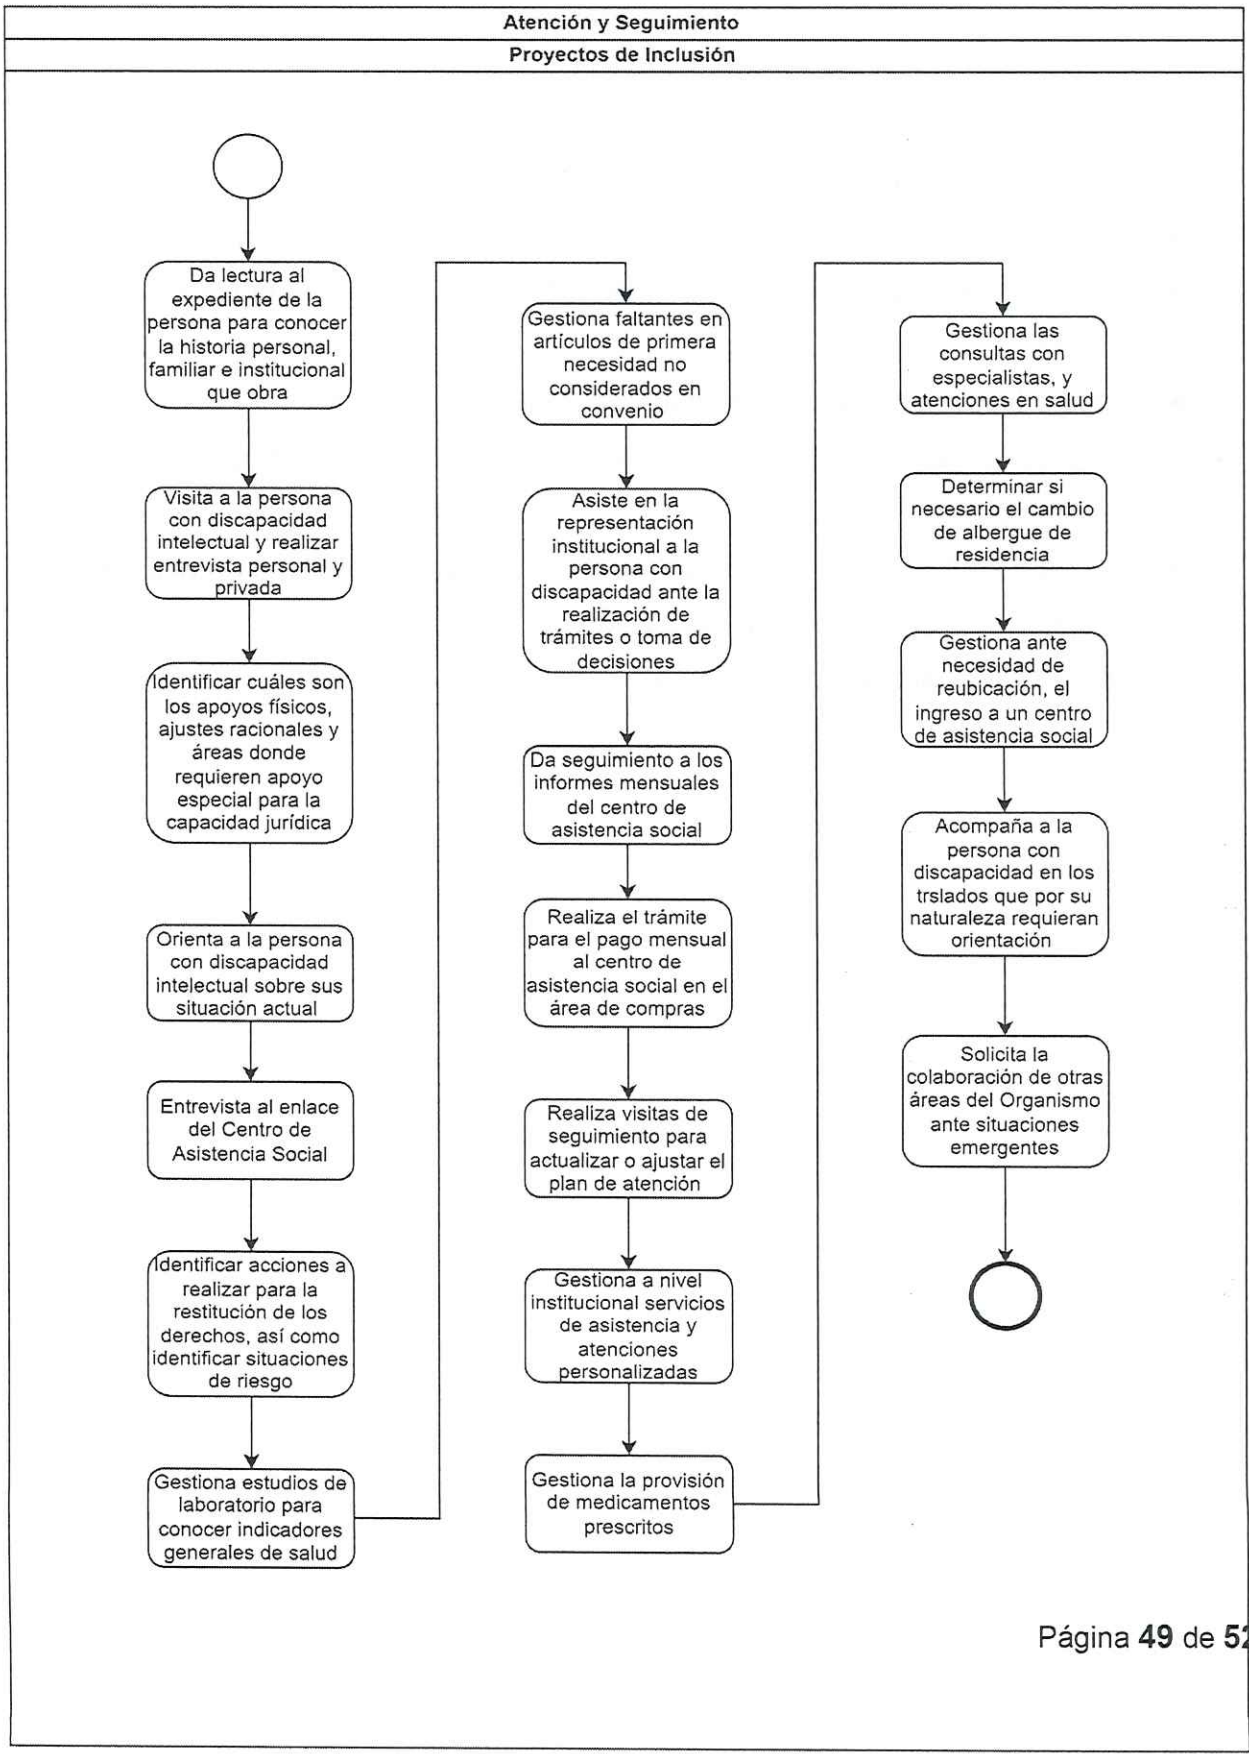 Atención y Seguimiento
Proyectos de Inclusión
Da lectura al
expediente de la
persona para conocer
la historia personal,
familiar e institucional
que obra
Visita a la persona
con discapacidad
intelectual y realizar
entrevista personal y
privada
Identificar cuáles son
los apoyos físicos,
ajustes racionales y
áreas donde
requieren apoyo
especial para la
capacidad jurídica
Orienta a la persona
con discapacidad
intelectual sobre sus
situación actual
Entrevista al enlace
del Centro de
Asistencia Social
Identificar acciones a
realizar para la
restitución de los
derechos, así como
identificar situaciones
de riesgo
Gestiona estudios de
laboratorio para
conocer indicadores
generales de salud
Gestiona faltantes en
artículos de primera
necesidad no
considerados en
convenio
Asiste en la
representación
institucional a la
persona con
discapacidad ante la
realización de
trámites o toma de
decisiones
Da seguimiento a los
informes mensuales
del centro de
asistencia social
Realiza el trámite
para el pago mensual
al centro de
asistencia social en el
área de compras
Realiza visitas de
seguimiento para
actualizar o ajustar el
plan de atención
Gestiona a nivel
institucional servicios
de asistencia y
atenciones
personalizadas
Gestiona la provisión
de medicamentos
prescritos
Gestiona las
consultas con
especialistas, y
atenciones en salud
Determinar si
necesario el cambio
de albergue de
residencia
Gestiona ante
necesidad de
reubicación, el
ingreso a un centro
de asistencia social
Acompaña a la
persona con
discapacidad en los
trslados que por su
naturaleza requieran
orientación
Solicita la
colaboración de otras
áreas del Organismo
ante situaciones
emergentes
Página 49 de 52